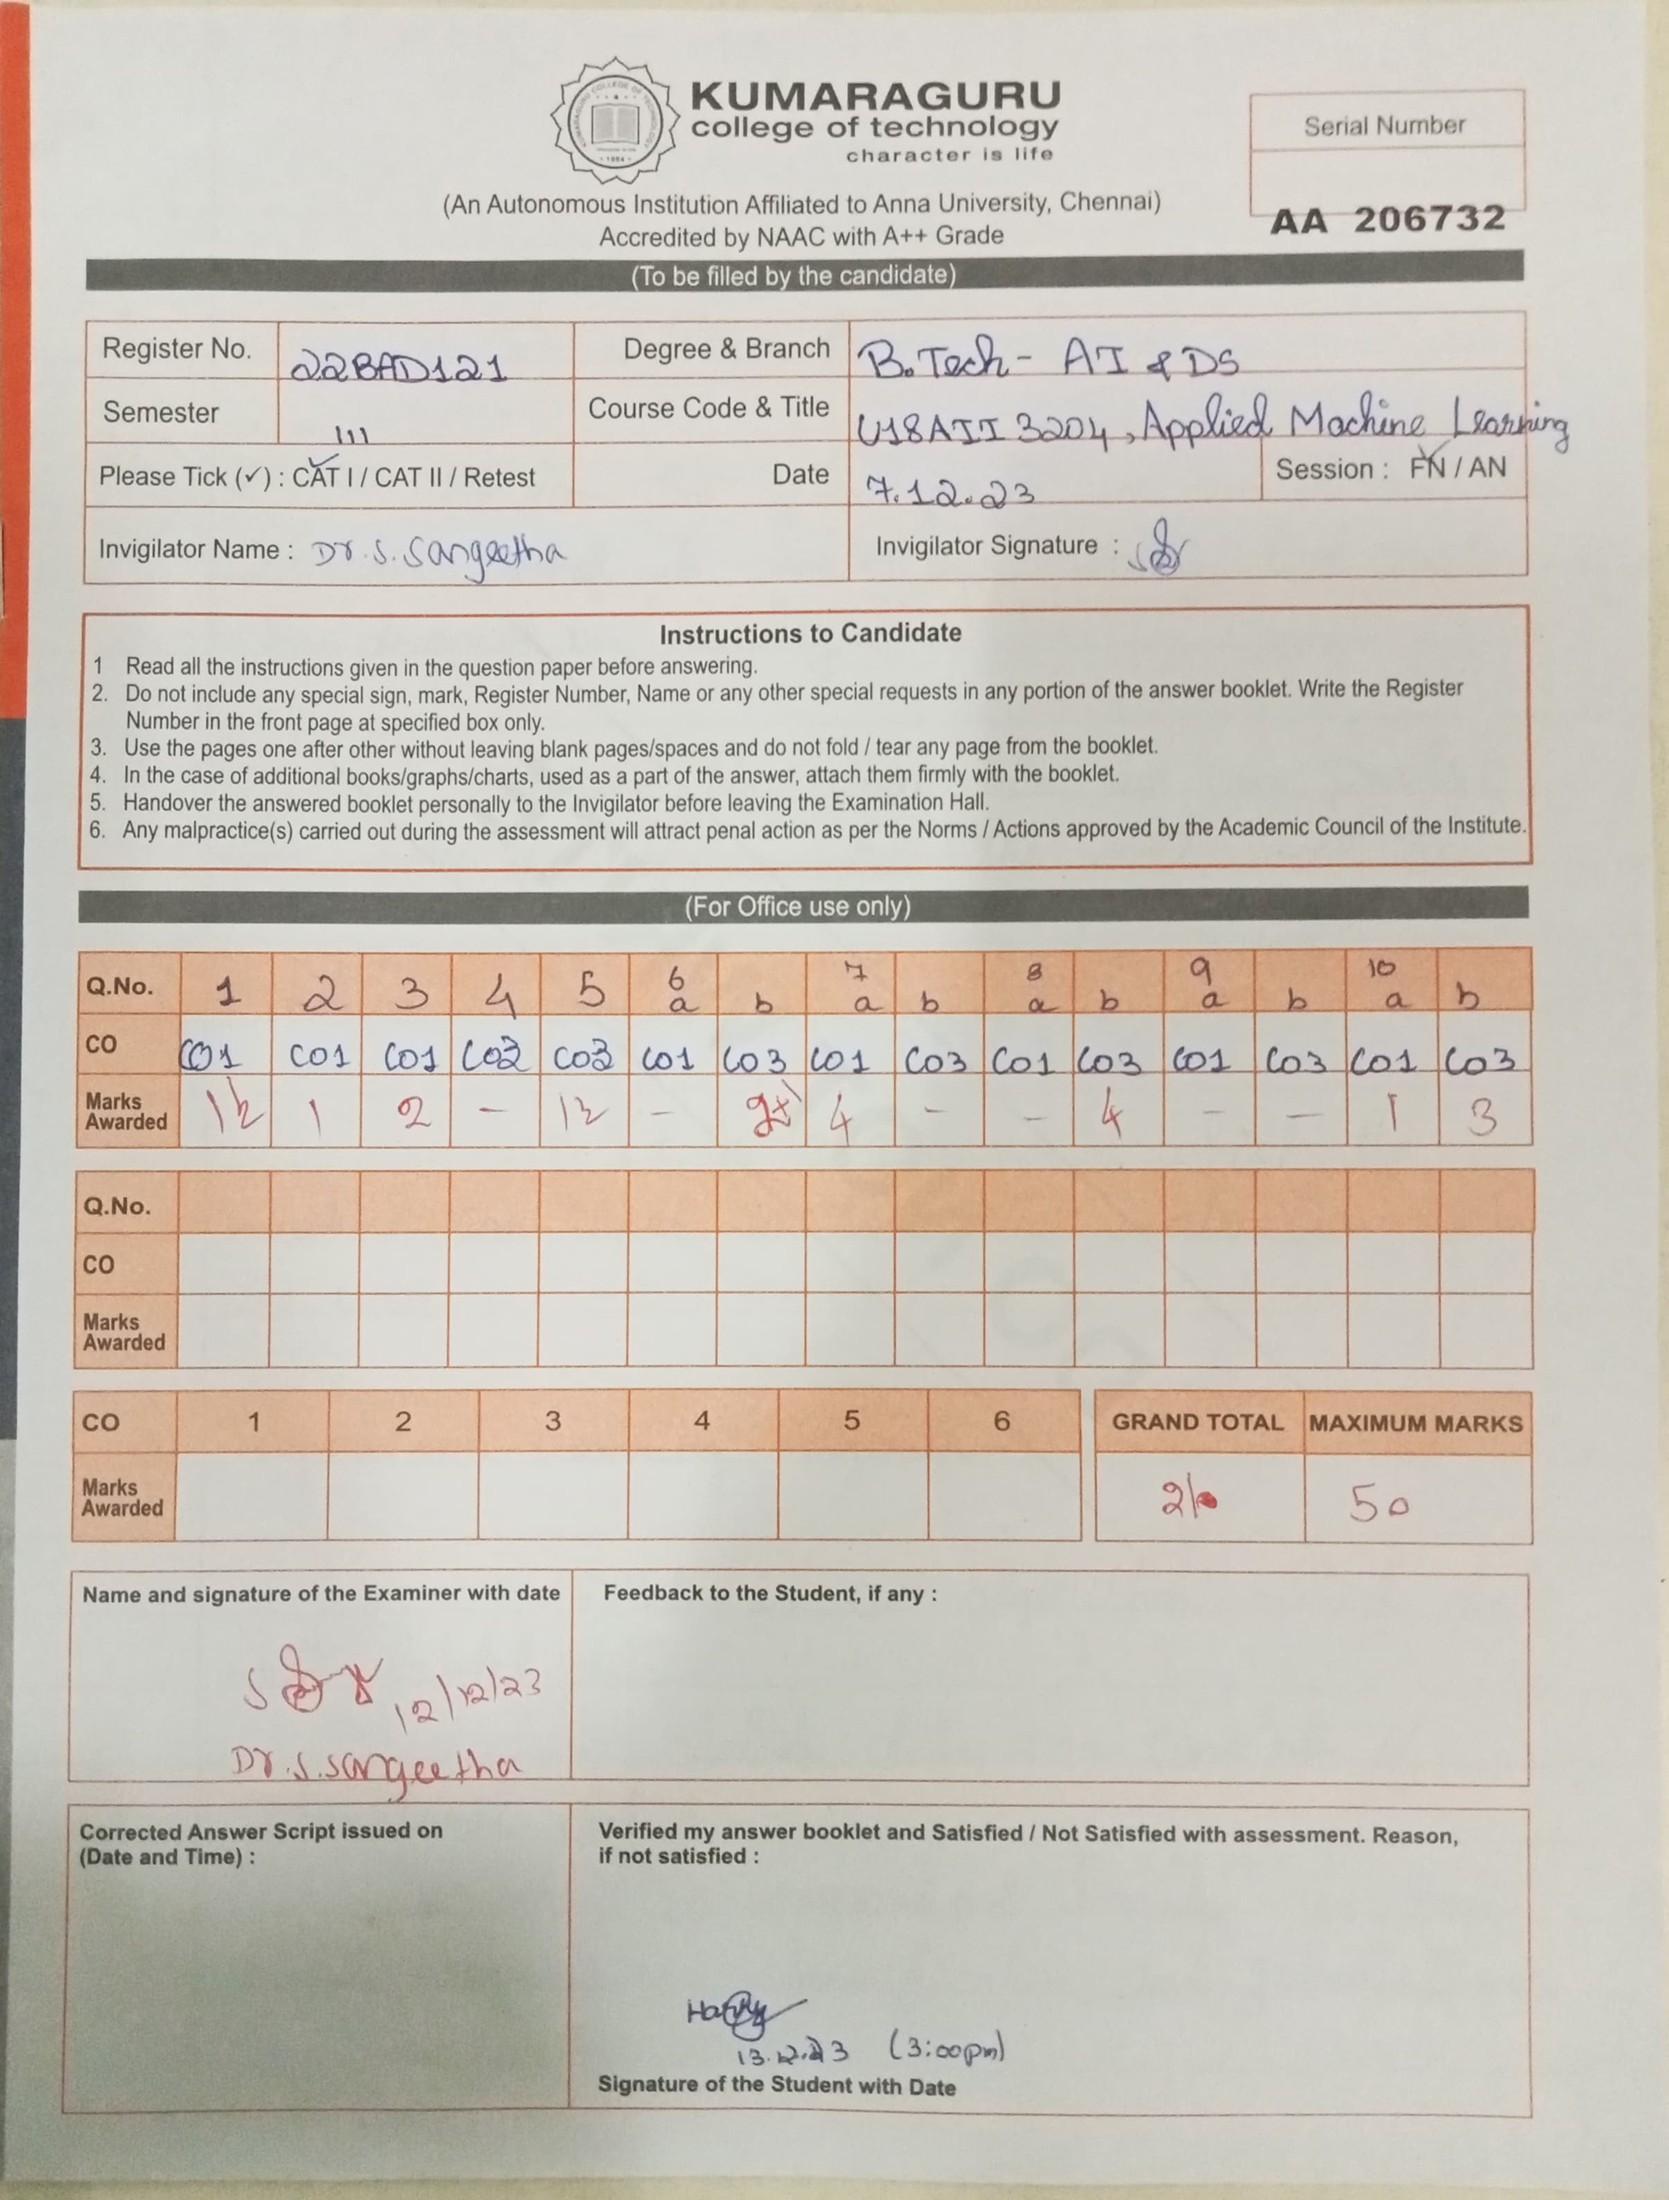 KUMARAGURU
college of technology
character is life
(An Autonomous Institution Affiliated to Anna University, Chennai)
Accredited by NAAC with A++ Grade
Serial Number
AA 206732
(To be filled by the candidate)
Register No. 22BAD121 Degree & Branch B.Tech - AI & DS
Semester III Course Code & Title U18AII3204, Applied Machine Learning
Please Tick (✓) : CAT I / CAT II / Retest Date 7.12.23 Session : FN / AN
Invigilator Name : Dr. S. Sangeetha Invigilator Signature :
Instructions to Candidate
1 Read all the instructions given in the question paper before answering.
2. Do not include any special sign, mark, Register Number, Name or any other special requests in any portion of the answer booklet. Write the Register
Number in the front page at specified box only.
3. Use the pages one after other without leaving blank pages/spaces and do not fold / tear any page from the booklet.
4. In the case of additional books/graphs/charts, used as a part of the answer, attach them firmly with the booklet.
5. Handover the answered booklet personally to the Invigilator before leaving the Examination Hall.
6. Any malpractice(s) carried out during the assessment will attract penal action as per the Norms / Actions approved by the Academic Council of the Institute.
(For Office use only)
Q.No. 1 2 3 4 5 6 a b 7 a b 8 a b 9 a b 10 a b
CO CO1 CO1 CO1 CO1 CO3 CO1 CO3 CO1 CO3 CO1 CO3 CO1 CO3
Marks
Awarded 1 2 - - 4 - - 4 - - 1 3
Q.No.
CO
Marks
Awarded
CO 1 2 3 4 5 6 GRAND TOTAL MAXIMUM MARKS
Marks
Awarded 50
Name and signature of the Examiner with date
12/12/23
Dr. S. Sangeetha
Feedback to the Student, if any :
Corrected Answer Script issued on
(Date and Time) :
Verified my answer booklet and Satisfied / Not Satisfied with assessment. Reason,
if not satisfied :
13.12.23 (3:00pm)
Signature of the Student with Date